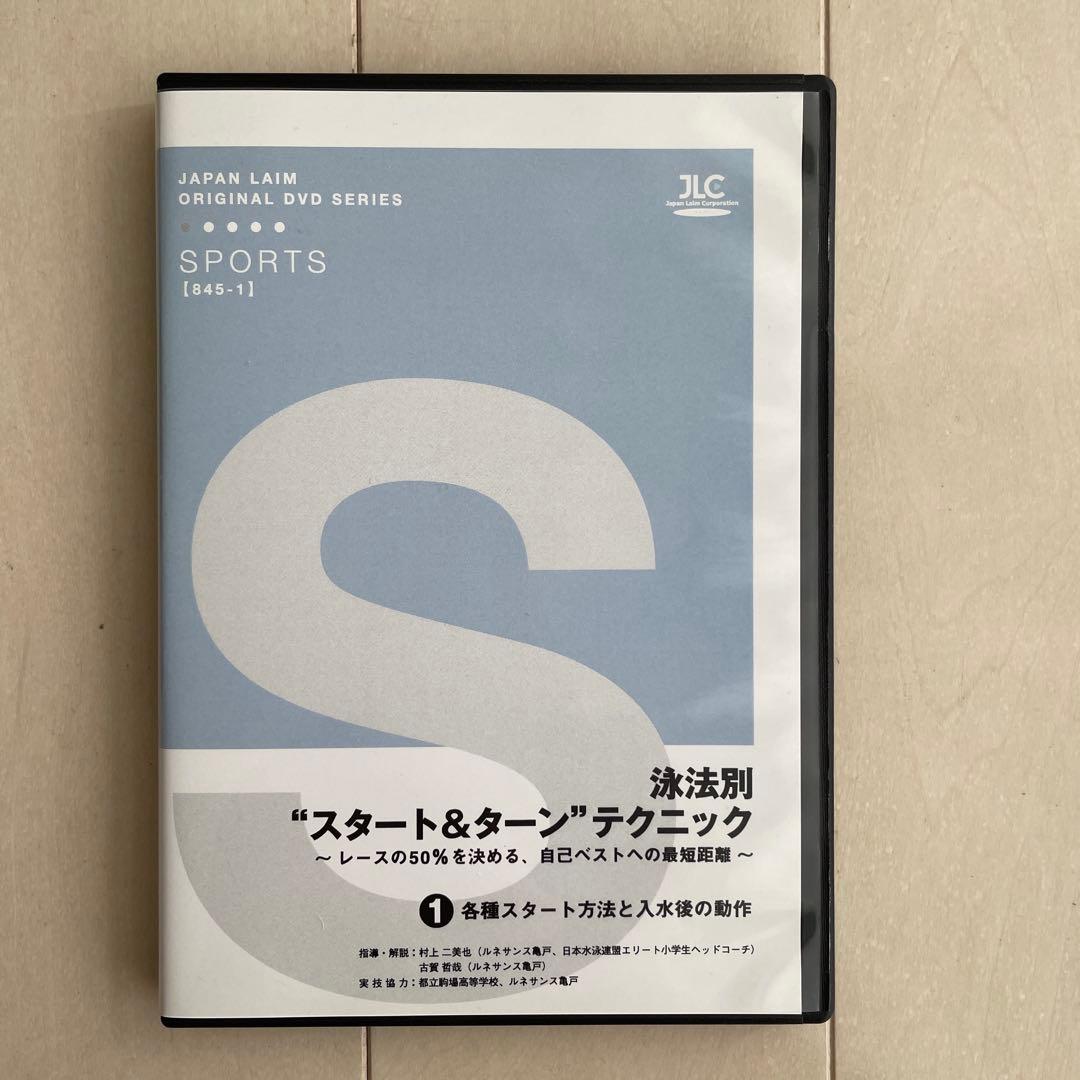 JAPAN LAIM
ORIGINAL DVD SERIES
JLC
Japan Laim Corporation
SPORTS
【845-1】
S
泳法別
“スタート&ターン”テクニック
～レースの50%を決める、自己ベストへの最短距離～
❶各種スタート方法と入水後の動作
指導・解説：村上 二美也（ルネサンス亀戸、日本水泳連盟エリート小学生ヘッドコーチ）
古賀 哲哉（ルネサンス亀戸）
実技協力：都立駒場高等学校、ルネサンス亀戸